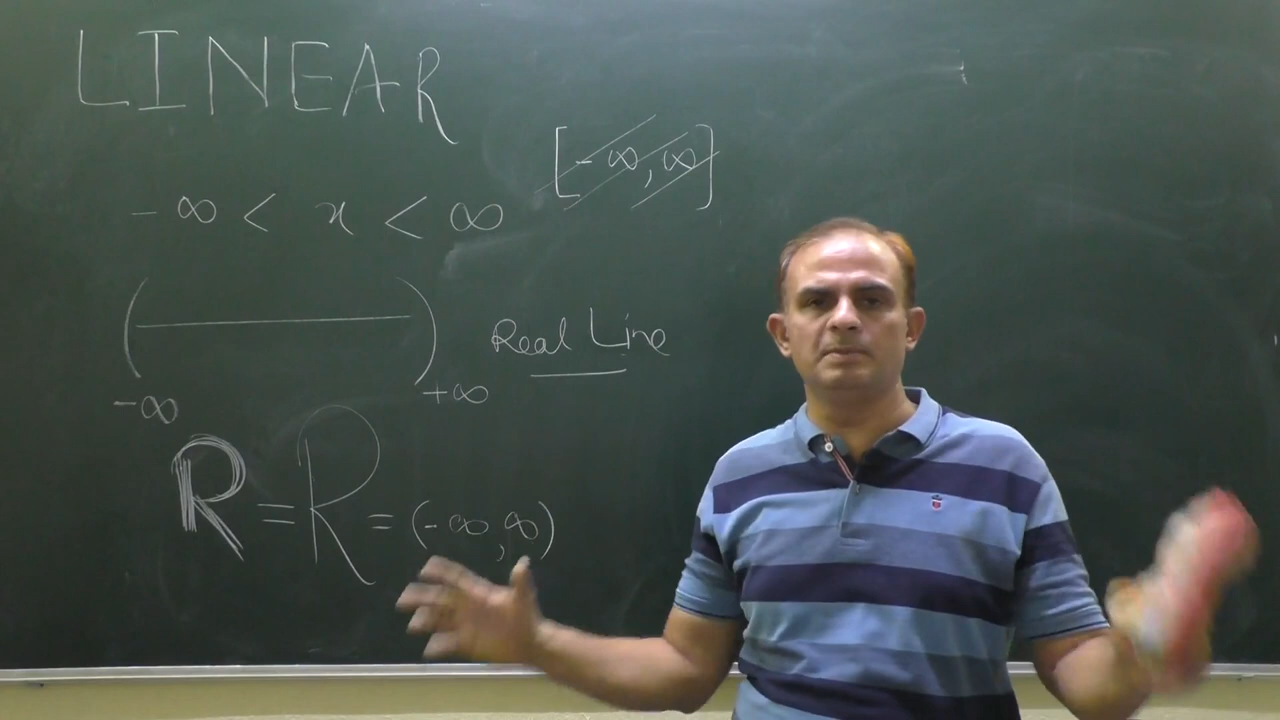 LINEAR
[-∞, ∞]
-∞ < x < ∞
( )
Real Line
-∞ +∞
R = R = (-∞, ∞)